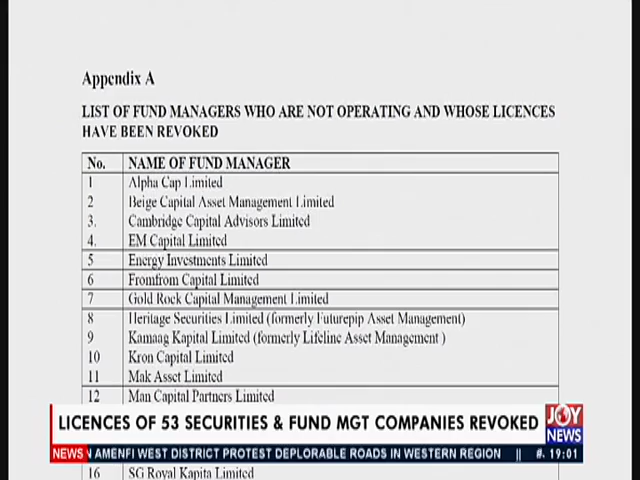 Appendix A
LIST OF FUND MANAGERS WHO ARE NOT OPERATING AND WHOSE LICENCES
HAVE BEEN REVOKED
No. NAME OF FUND MANAGER
1 Alpha Cap Limited
2 Beige Capital Asset Management Limited
3. Cambridge Capital Advisors Limited
4. EM Capital Limited
5 Energy Investments Limited
6 Fromfrom Capital Limited
7 Gold Rock Capital Management Limited
8 Heritage Securities Limited (formerly Futurepip Asset Management)
9 Kamaag Kapital Limited (formerly Lifeline Asset Management )
10 Kron Capital Limited
11 Mak Asset Limited
12 Man Capital Partners Limited
LICENCES OF 53 SECURITIES & FUND MGT COMPANIES REVOKED
JOY
NEWS
NEWS N AMENFI WEST DISTRICT PROTEST DEPLORABLE ROADS IN WESTERN REGION || #. 19:01
16 SG Royal Kapita Limited